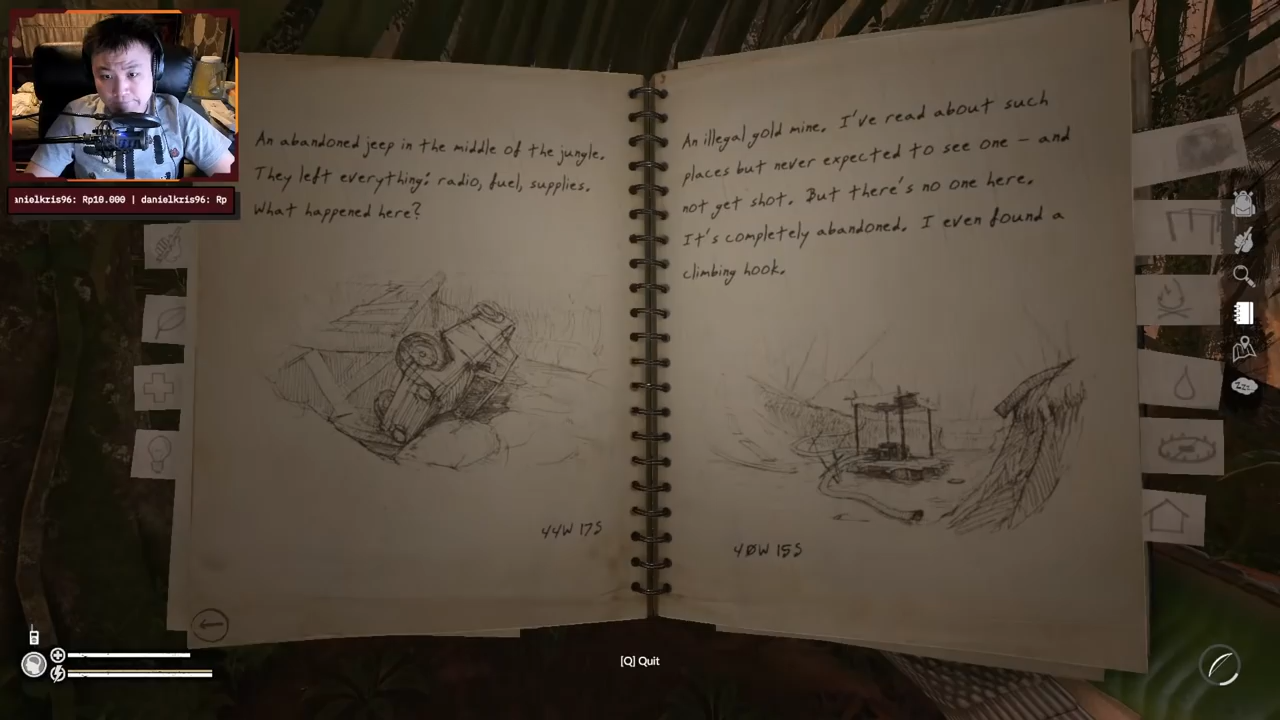 anielkris96: Rp10.000 | danielkris96: Rp
An abandoned jeep in the middle of the jungle.
They left everything: radio, fuel, supplies.
What happened here?
44W 17S
An illegal gold mine. I've read about such
places but never expected to see one – and
not get shot. But there's no one here.
It's completely abandoned. I even found a
climbing hook.
40W 15S
[Q] Quit